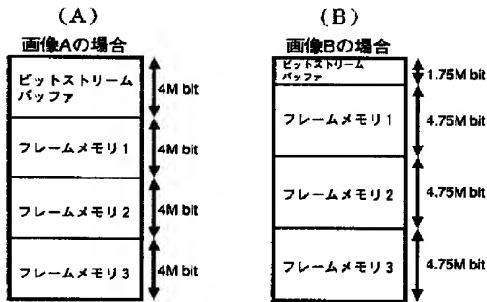 (A)
画像Aの場合
ビットストリーム
バッファ
4M bit
フレームメモリ1
4M bit
フレームメモリ2
4M bit
フレームメモリ3
4M bit
(B)
画像Bの場合
ビットストリーム
バッファ
1.75M bit
フレームメモリ1
4.75M bit
フレームメモリ2
4.75M bit
フレームメモリ3
4.75M bit